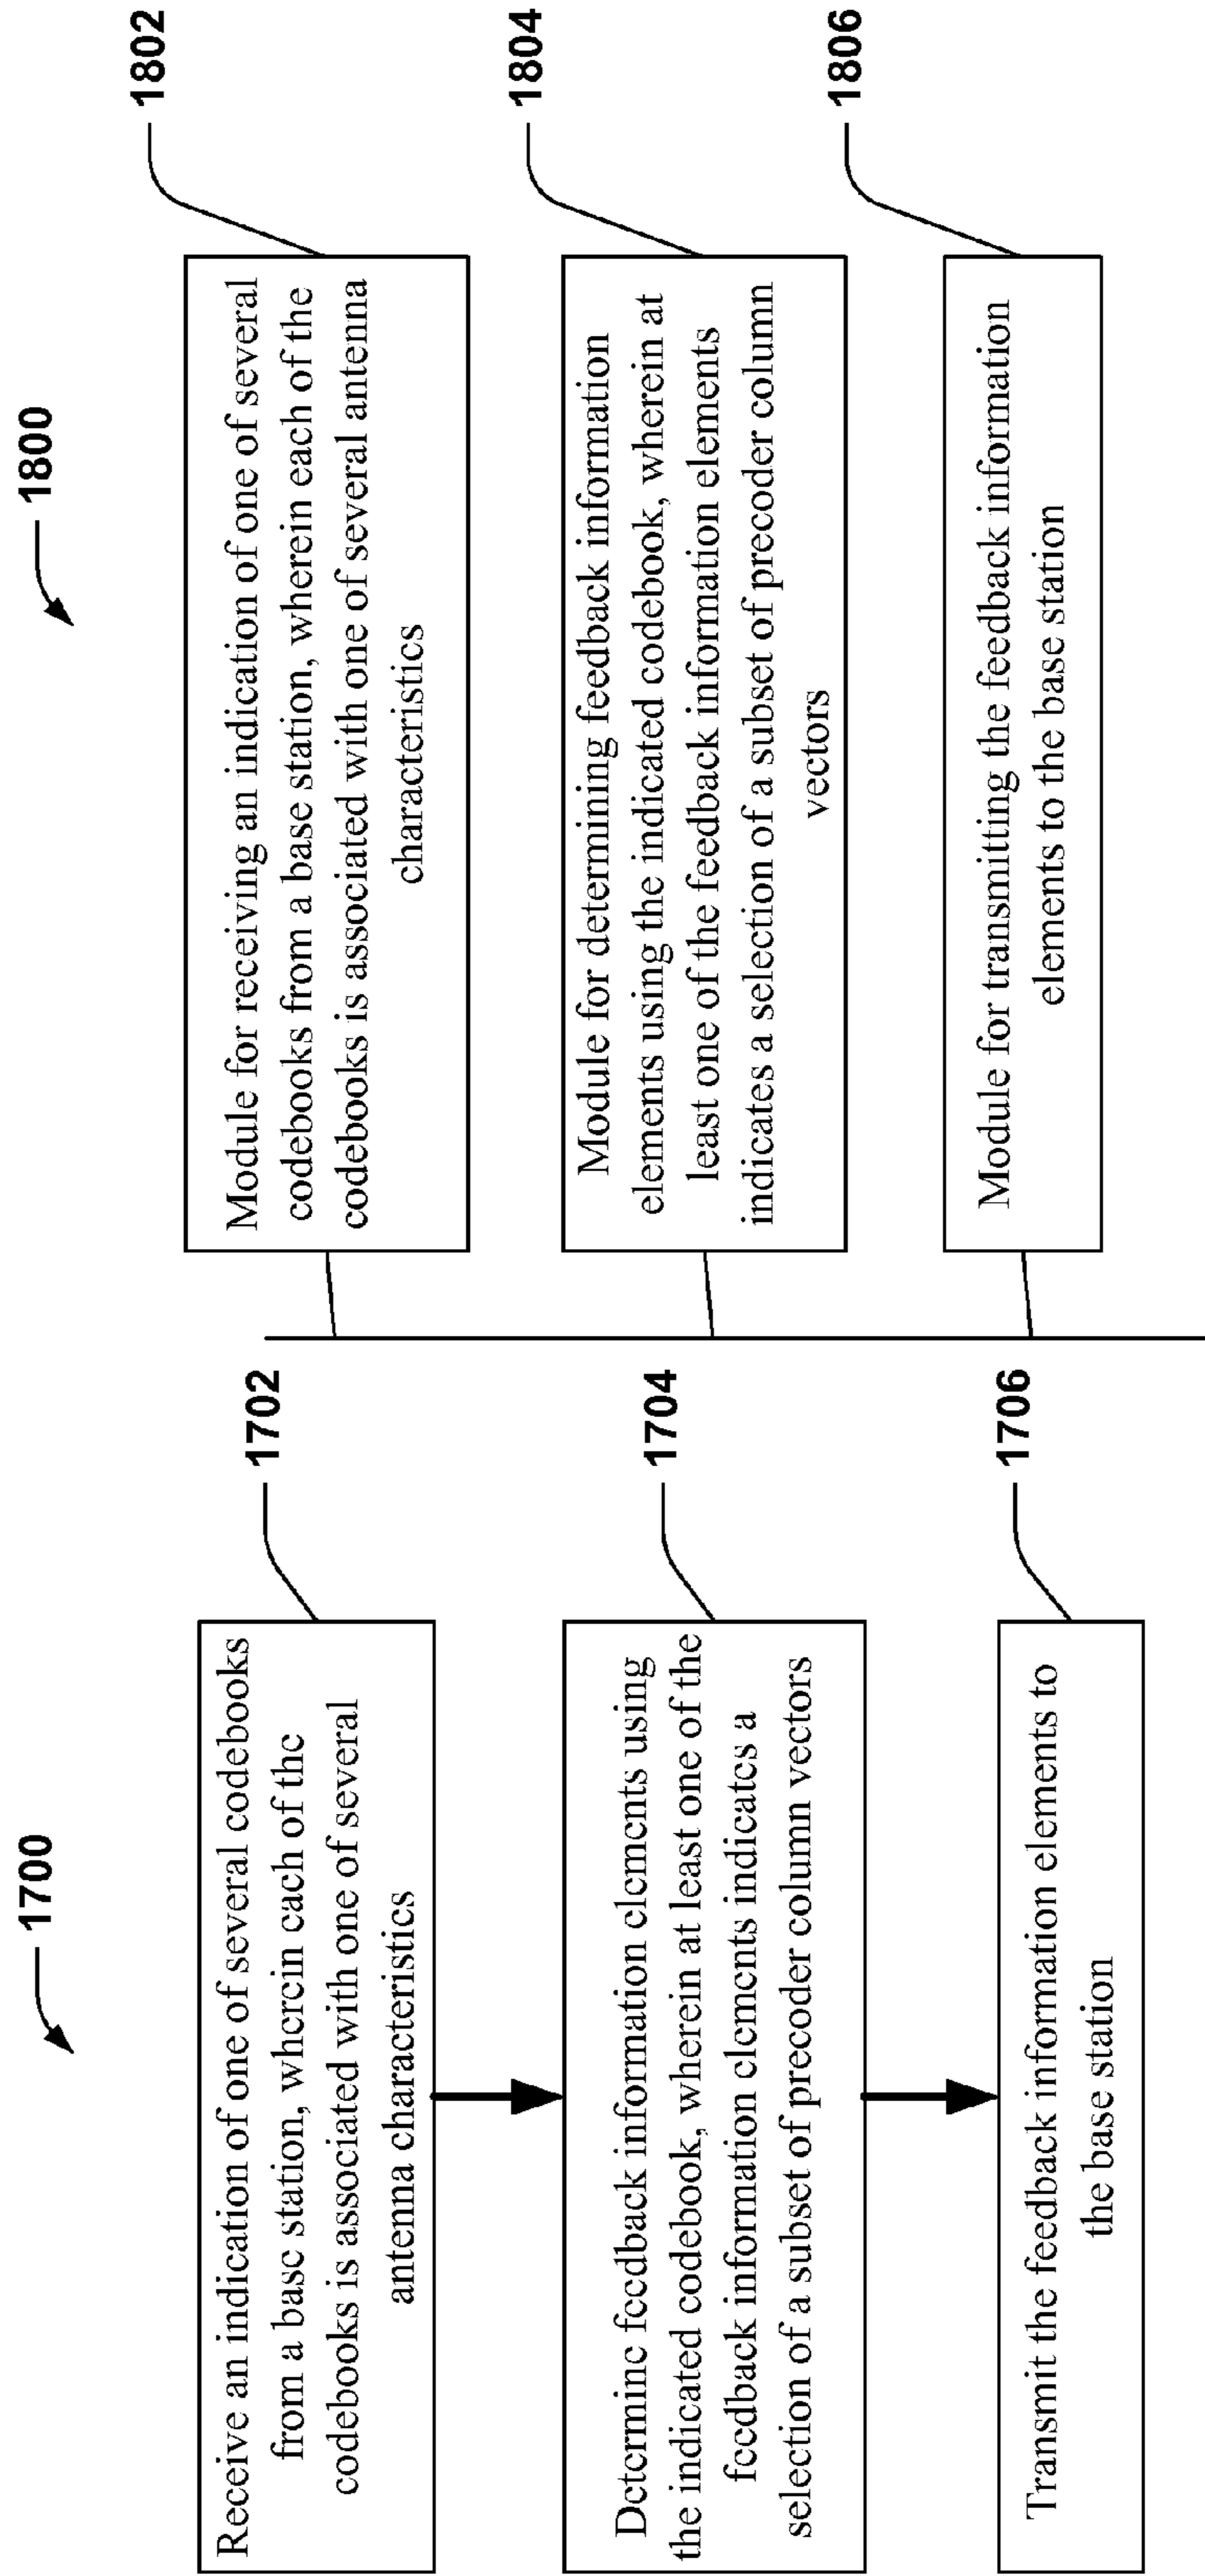 1700
Receive an indication of one of several codebooks
from a base station, wherein each of the
codebooks is associated with one of several
antenna characteristics
1702
Determine feedback information elements using
the indicated codebook, wherein at least one of the
feedback information elements indicates a
selection of a subset of precoder column vectors
1704
Transmit the feedback information elements to
the base station
1706
1800
Module for receiving an indication of one of several
codebooks from a base station, wherein each of the
codebooks is associated with one of several antenna
characteristics
1802
Module for determining feedback information
elements using the indicated codebook, wherein at
least one of the feedback information elements
indicates a selection of a subset of precoder column
vectors
1804
Module for transmitting the feedback information
elements to the base station
1806